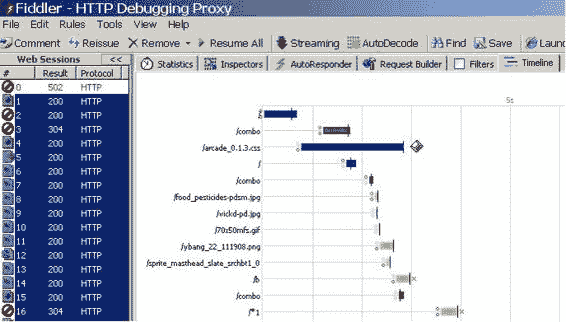 Fiddler - HTTP Debugging Proxy
File Edit Rules Tools View Help
Comment Reissue Remove Resume All Streaming AutoDecode Find Save Launc
Web Sessions <<
Statistics Inspectors AutoResponder Request Builder Filters Timeline
# Result Protocol
0 502 HTTP
1 200 HTTP
2 200 HTTP
3 304 HTTP
4 200 HTTP
5 200 HTTP
6 200 HTTP
7 200 HTTP
8 200 HTTP
9 200 HTTP
10 200 HTTP
11 200 HTTP
12 200 HTTP
13 200 HTTP
14 200 HTTP
15 200 HTTP
16 304 HTTP
5s
/combo
/arcade_0.1.3.css
/
/combo
/food_pesticides-pdsm.jpg
/vickd-pd.jpg
/70x50mfs.gif
/ybang_22_111908.png
/sprite_masthead_slate_srchbt1_0
/b
/combo
/*1